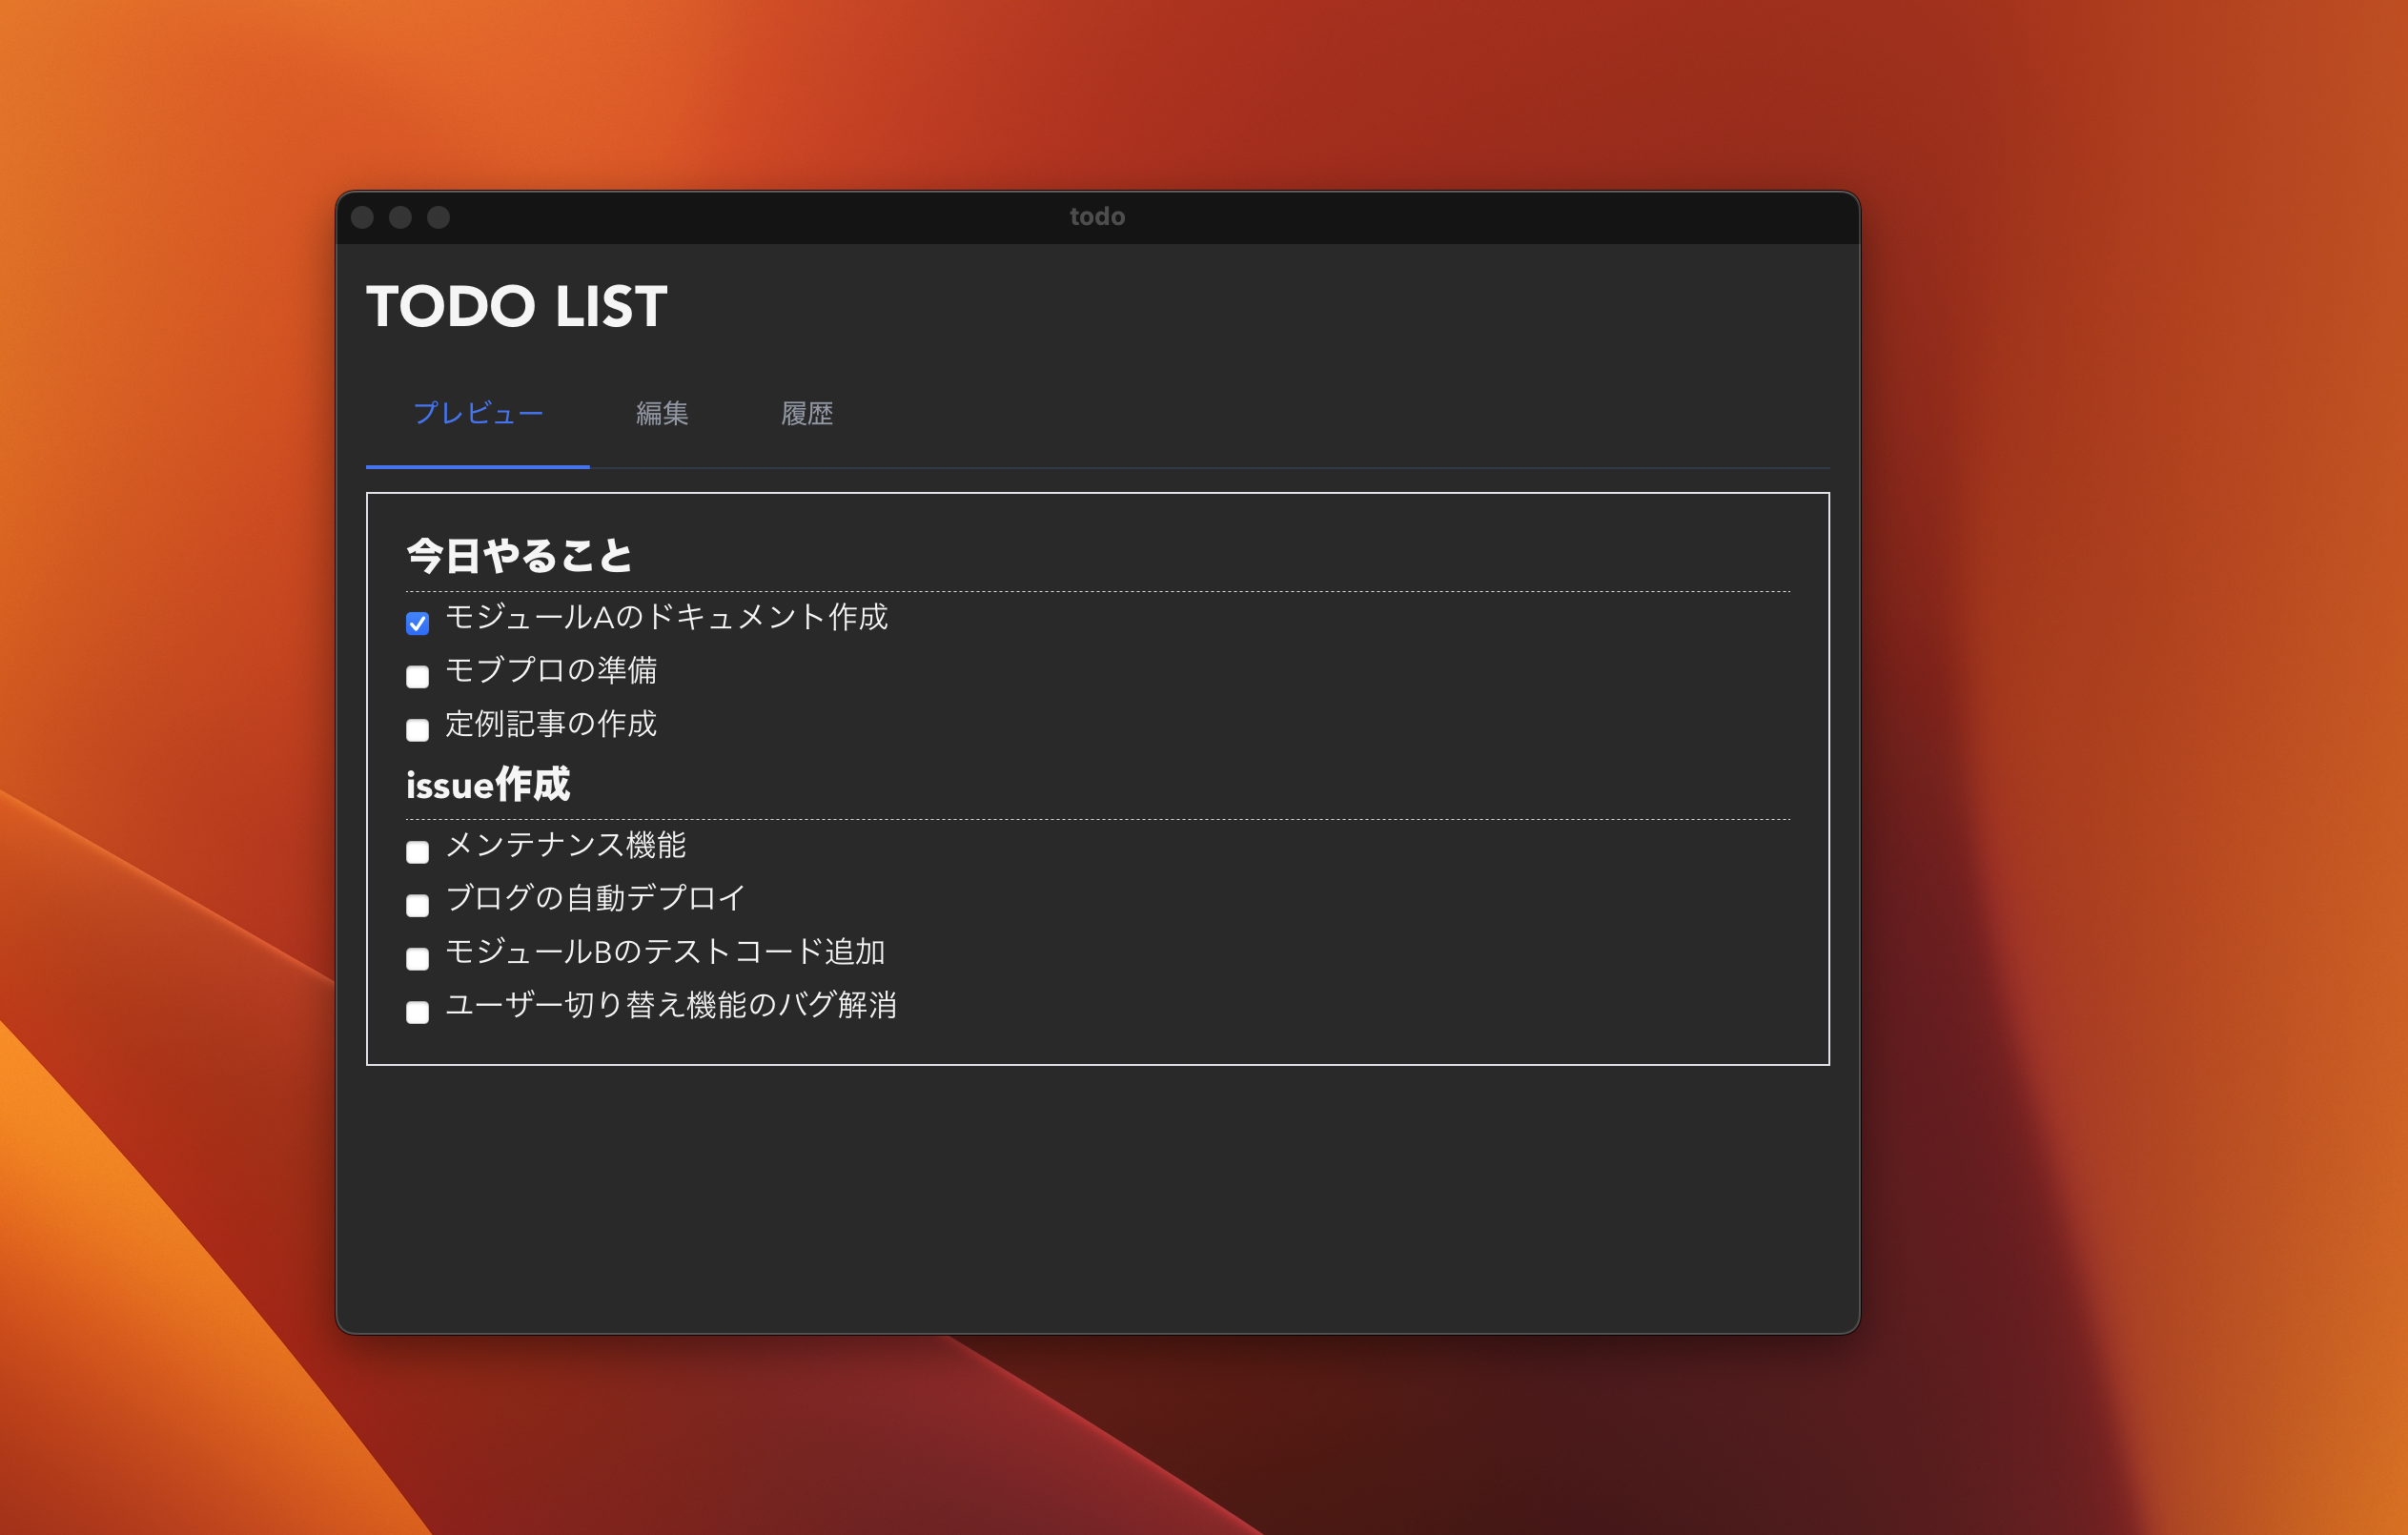 todo
TODO LIST
プレビュー 編集 履歴
今日やること
モジュールAのドキュメント作成
モブプロの準備
定例記事の作成
issue作成
メンテナンス機能
ブログの自動デプロイ
モジュールBのテストコード追加
ユーザー切り替え機能のバグ解消